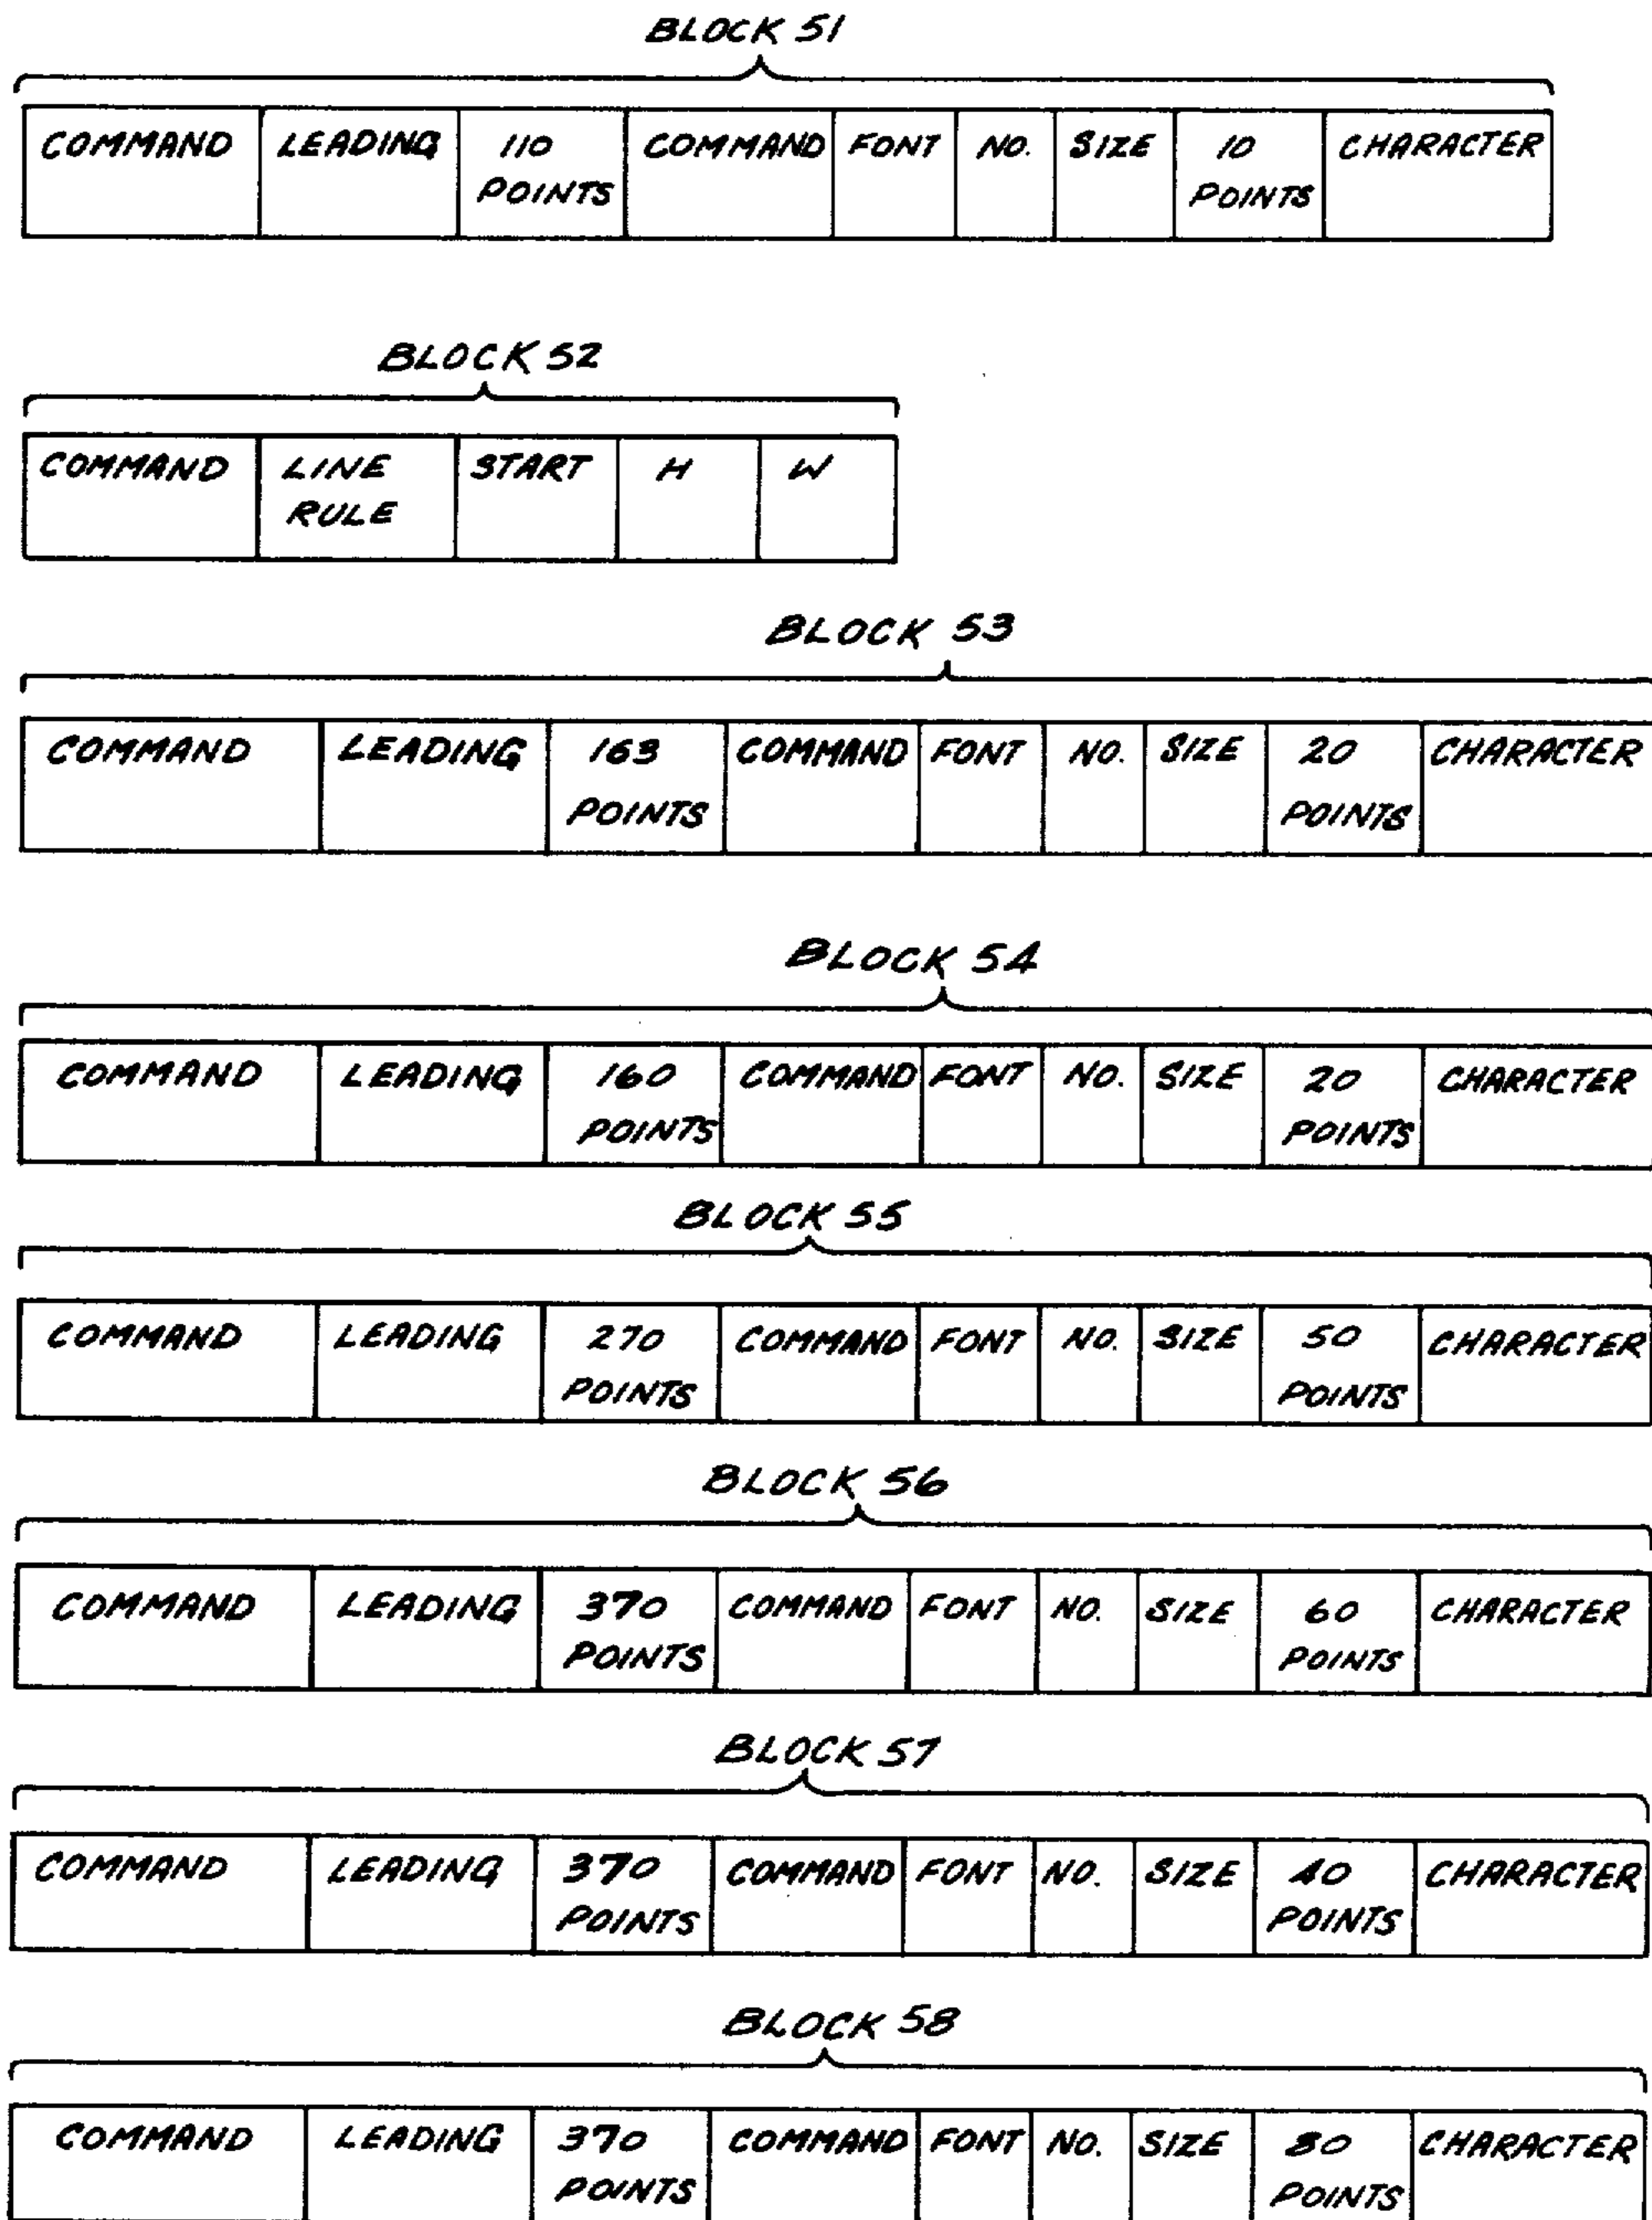 BLOCK 51
COMMAND LEADING 110 POINTS COMMAND FONT NO. SIZE 10 POINTS CHARACTER
BLOCK 52
COMMAND LINE RULE START H W
BLOCK 53
COMMAND LEADING 163 POINTS COMMAND FONT NO. SIZE 20 POINTS CHARACTER
BLOCK 54
COMMAND LEADING 160 POINTS COMMAND FONT NO. SIZE 20 POINTS CHARACTER
BLOCK 55
COMMAND LEADING 270 POINTS COMMAND FONT NO. SIZE 50 POINTS CHARACTER
BLOCK 56
COMMAND LEADING 370 POINTS COMMAND FONT NO. SIZE 60 POINTS CHARACTER
BLOCK 57
COMMAND LEADING 370 POINTS COMMAND FONT NO. SIZE 40 POINTS CHARACTER
BLOCK 58
COMMAND LEADING 370 POINTS COMMAND FONT NO. SIZE POINTS CHARACTER